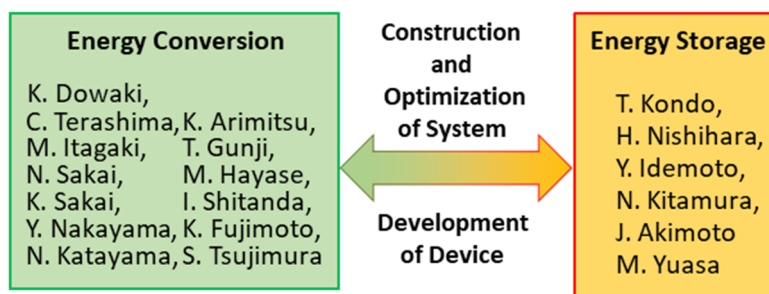 Energy Conversion
K. Dowaki,
C. Terashima, K. Arimitsu,
M. Itagaki, T. Gunji,
N. Sakai, M. Hayase,
K. Sakai, I. Shitanda,
Y. Nakayama, K. Fujimoto,
N. Katayama, S. Tsujimura
Construction
and
Optimization
of System
Development
of Device
Energy Storage
T. Kondo,
H. Nishihara,
Y. Idemoto,
N. Kitamura,
J. Akimoto
M. Yuasa